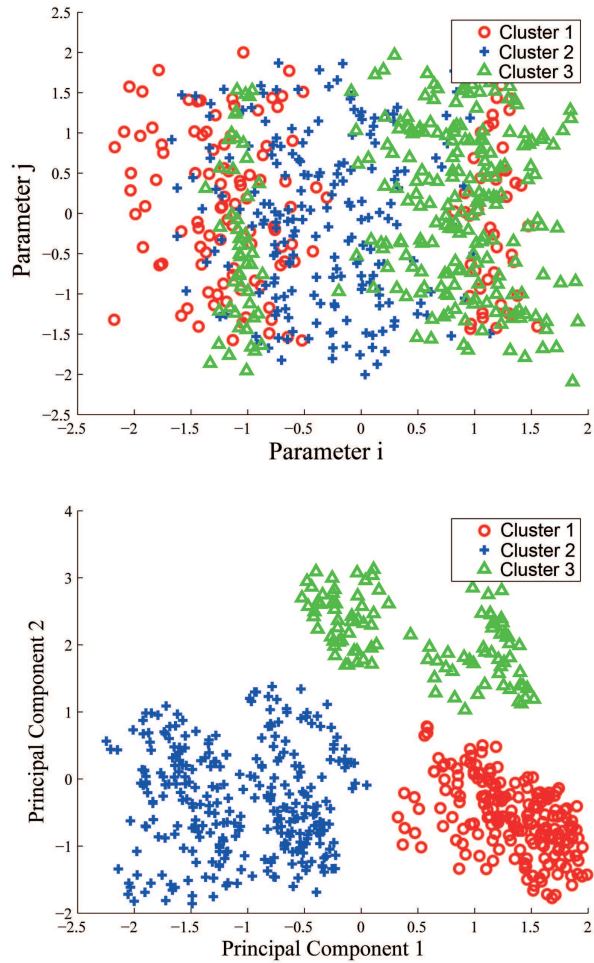 2.5
2
1.5
1
0.5
0
-0.5
-1
-1.5
-2
-2.5
Parameter j
Cluster 1
Cluster 2
Cluster 3
-2.5 -2 -1.5 -1 -0.5 0 0.5 1 1.5 2
Parameter i
4
3
2
1
0
−1
−2
Principal Component 2
Cluster 1
Cluster 2
Cluster 3
−2.5 −2 −1.5 −1 −0.5 0 0.5 1 1.5 2
Principal Component 1